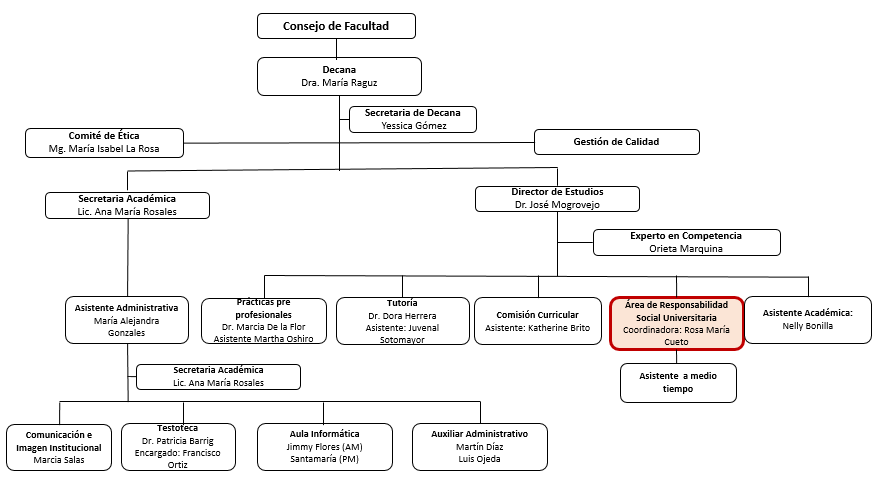 Consejo de Facultad
Decana
Dra. María Raguz
Secretaria de Decana
Yessica Gómez
Comité de Ética
Mg. María Isabel La Rosa
Gestión de Calidad
Secretaria Académica
Lic. Ana María Rosales
Director de Estudios
Dr. José Mogrovejo
Experto en Competencia
Orieta Marquina
Asistente Administrativa
María Alejandra
Gonzales
Prácticas pre
profesionales
Dr. Marcia De la Flor
Asistente Martha Oshiro
Tutoría
Dr. Dora Herrera
Asistente: Juvenal
Sotomayor
Comisión Curricular
Asistente: Katherine Brito
Área de Responsabilidad
Social Universitaria
Coordinadora: Rosa María
Cueto
Asistente Académica:
Nelly Bonilla
Secretaria Académica
Lic. Ana María Rosales
Asistente a medio
tiempo
Comunicación e
Imagen Institucional
Marcia Salas
Testoteca
Dr. Patricia Barrig
Encargado: Francisco
Ortiz
Aula Informática
Jimmy Flores (AM)
Santamaría (PM)
Auxiliar Administrativo
Martín Díaz
Luis Ojeda